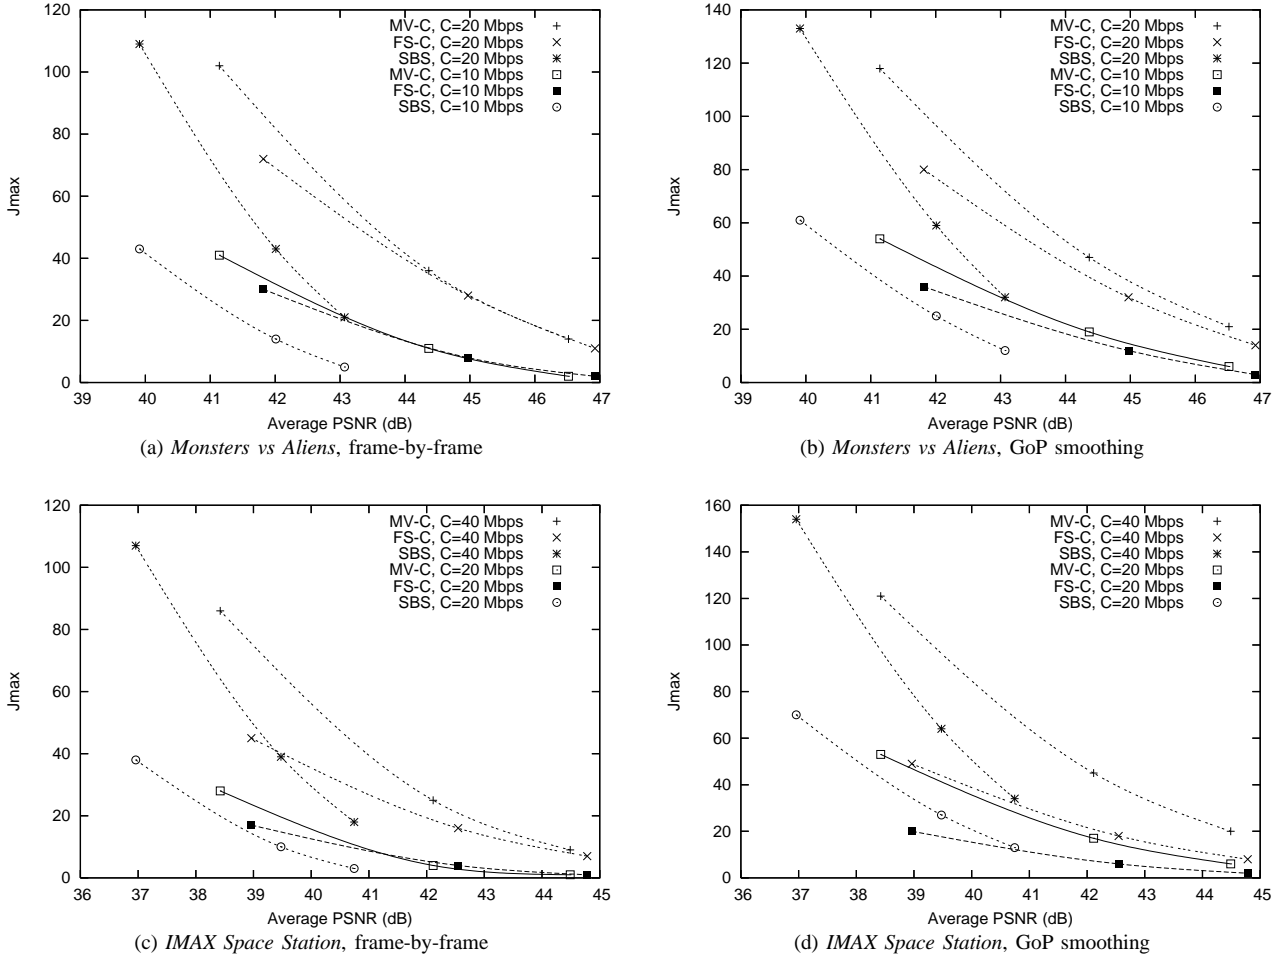 120
100
80
60
40
20
0
Jmax
39 40 41 42 43 44 45 46 47
Average PSNR (dB)
MV-C, C=20 Mbps
FS-C, C=20 Mbps
SBS, C=20 Mbps
MV-C, C=10 Mbps
FS-C, C=10 Mbps
SBS, C=10 Mbps
(a) Monsters vs Aliens, frame-by-frame
140
120
100
80
60
40
20
0
Jmax
39 40 41 42 43 44 45 46 47
Average PSNR (dB)
MV-C, C=20 Mbps
FS-C, C=20 Mbps
SBS, C=20 Mbps
MV-C, C=10 Mbps
FS-C, C=10 Mbps
SBS, C=10 Mbps
(b) Monsters vs Aliens, GoP smoothing
120
100
80
60
40
20
0
Jmax
36 37 38 39 40 41 42 43 44 45
Average PSNR (dB)
MV-C, C=40 Mbps
FS-C, C=40 Mbps
SBS, C=40 Mbps
MV-C, C=20 Mbps
FS-C, C=20 Mbps
SBS, C=20 Mbps
(c) IMAX Space Station, frame-by-frame
160
140
120
100
80
60
40
20
0
Jmax
36 37 38 39 40 41 42 43 44 45
Average PSNR (dB)
MV-C, C=40 Mbps
FS-C, C=40 Mbps
SBS, C=40 Mbps
MV-C, C=20 Mbps
FS-C, C=20 Mbps
SBS, C=20 Mbps
(d) IMAX Space Station, GoP smoothing